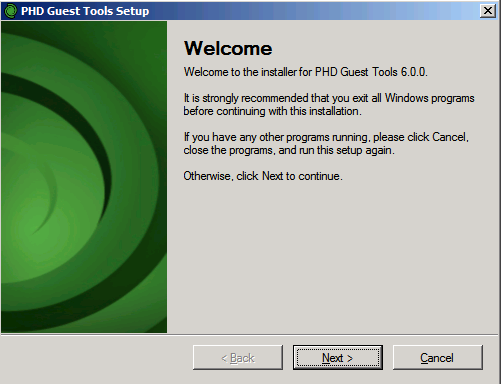 PHD Guest Tools Setup
Welcome
Welcome to the installer for PHD Guest Tools 6.0.0.
It is strongly recommended that you exit all Windows programs
before continuing with this installation.
If you have any other programs running, please click Cancel,
close the programs, and run this setup again.
Otherwise, click Next to continue.
< Back
Next >
Cancel